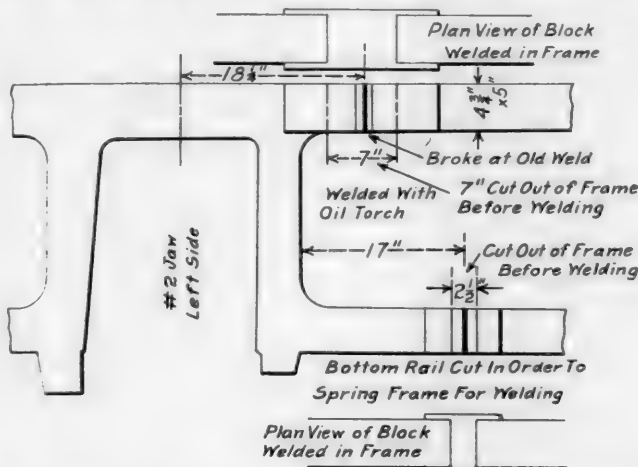 Plan View of Block
Welded in Frame
18¼"
4¾"
x5"
7"
Broke at Old Weld
Welded With
Oil Torch
7" Cut Out of Frame
Before Welding
17"
Cut Out of Frame
Before Welding
2½"
#2 Jaw
Left Side
Bottom Rail Cut In Order To
Spring Frame For Welding
Plan View of Block
Welded in Frame